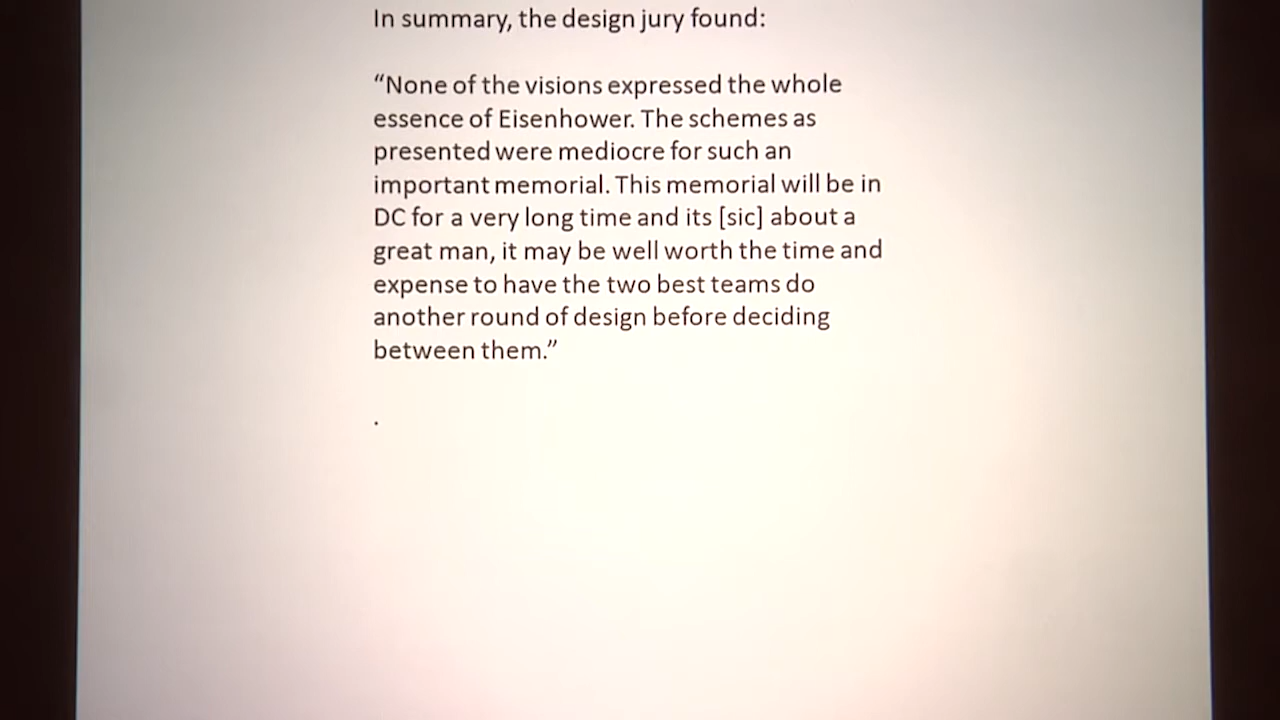 In summary, the design jury found:
“None of the visions expressed the whole
essence of Eisenhower. The schemes as
presented were mediocre for such an
important memorial. This memorial will be in
DC for a very long time and its [sic] about a
great man, it may be well worth the time and
expense to have the two best teams do
another round of design before deciding
between them.”
.